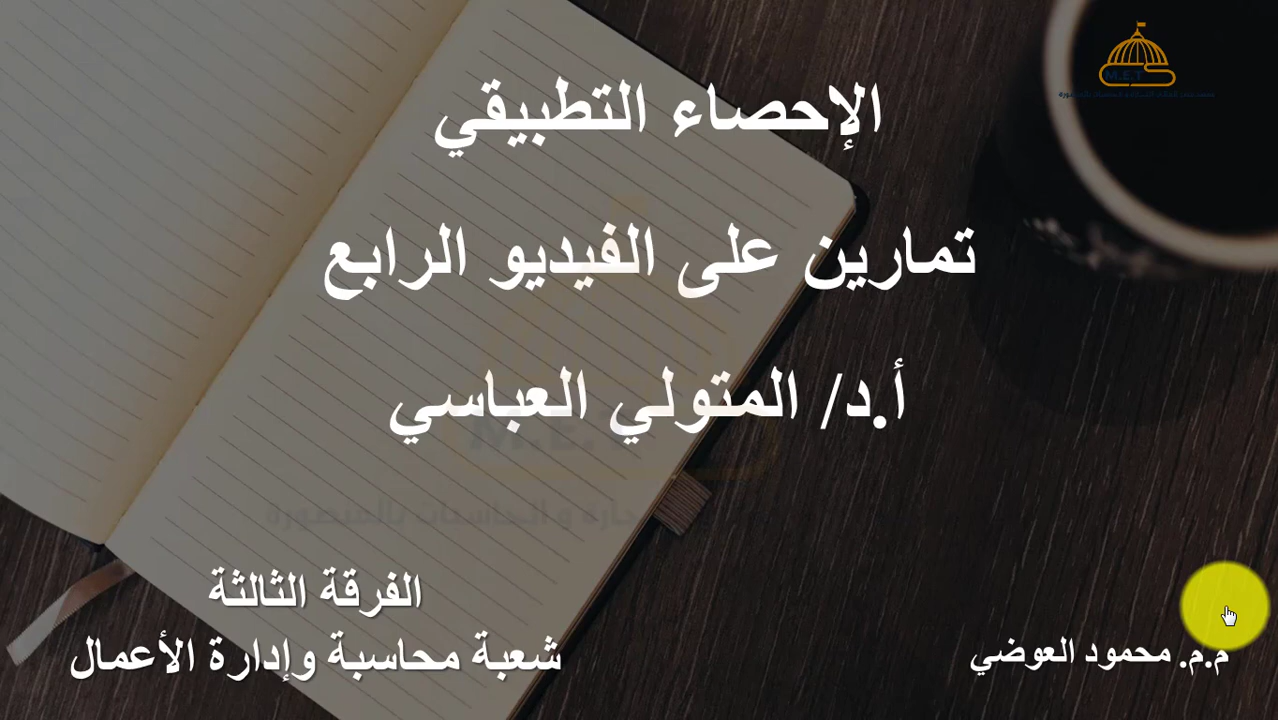 M.E.T
الإحصاء التطبيقي
تمارين على الفيديو الرابع
أ.د/ المتولي العباسي
M.E.
الفرقة الثالثة
شعبة محاسبة وإدارة الأعمال
م.م. محمود العوضي